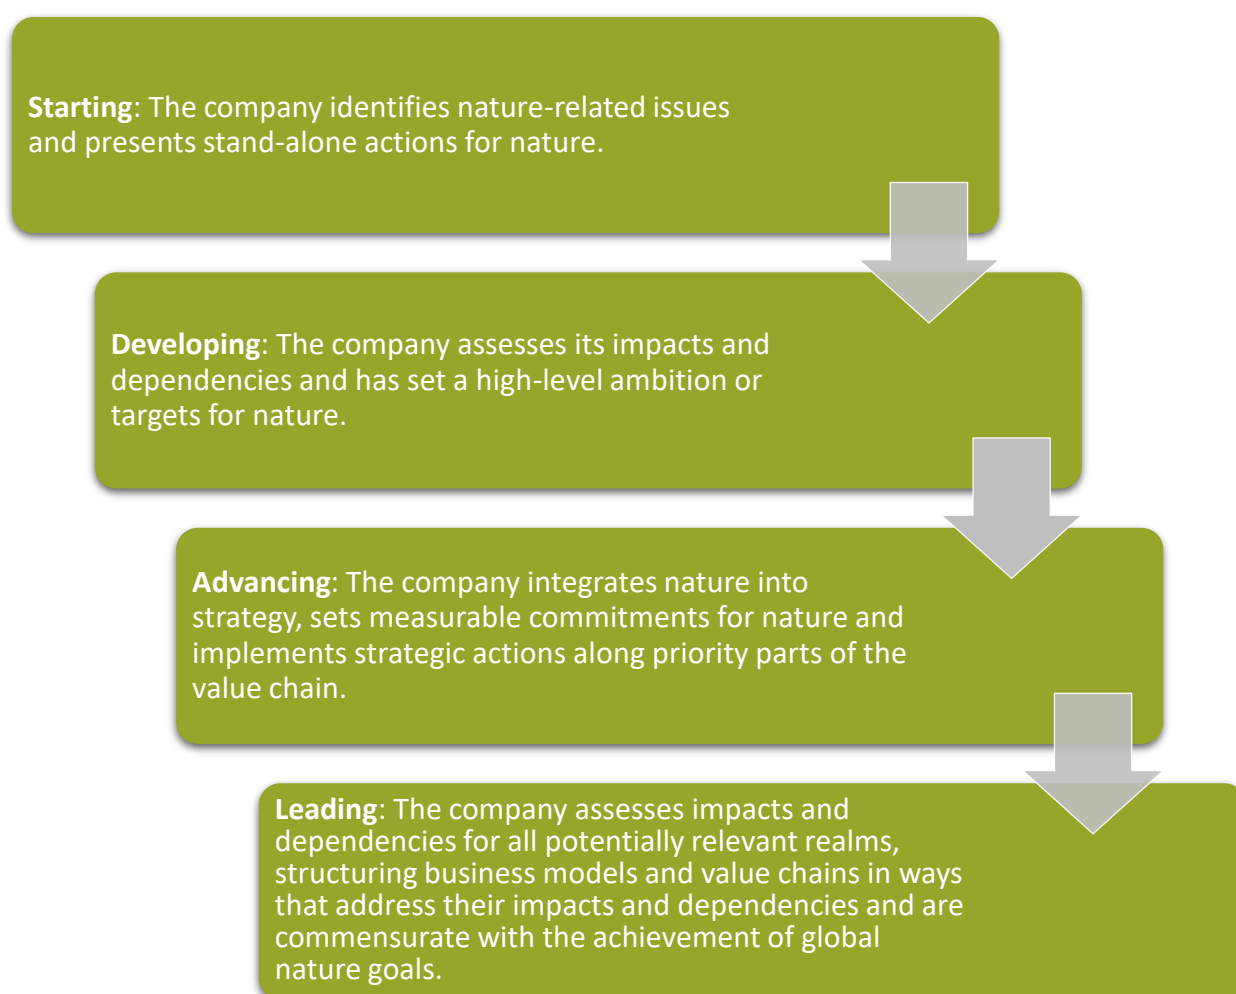 Starting: The company identifies nature-related issues
and presents stand-alone actions for nature.
Developing: The company assesses its impacts and
dependencies and has set a high-level ambition or
targets for nature.
Advancing: The company integrates nature into
strategy, sets measurable commitments for nature and
implements strategic actions along priority parts of the
value chain.
Leading: The company assesses impacts and
dependencies for all potentially relevant realms,
structuring business models and value chains in ways
that address their impacts and dependencies and are
commensurate with the achievement of global
nature goals.